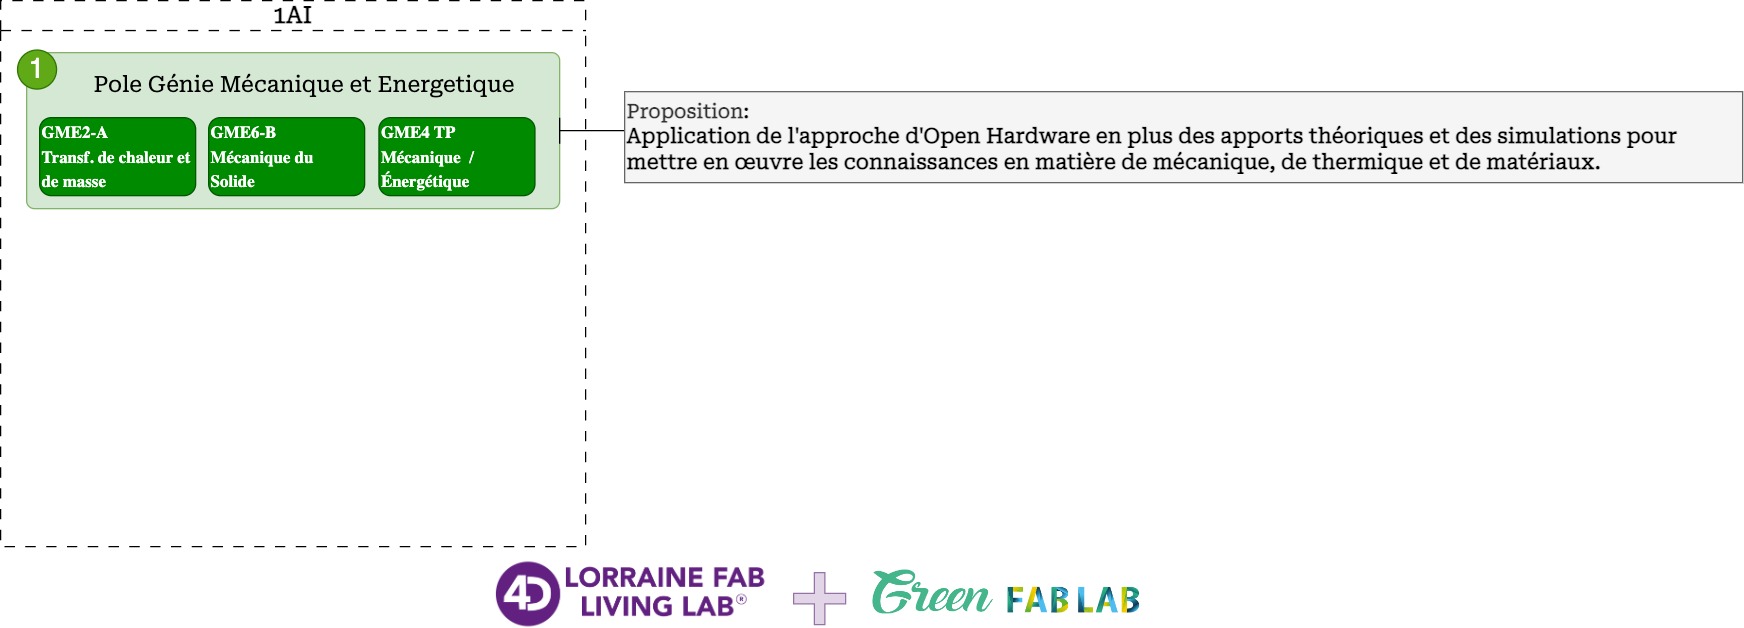 1AI
1
Pole Génie Mécanique et Energetique
GME2-A
Transf. de chaleur et
de masse
GME6-B
Mécanique du
Solide
GME4 TP
Mécanique /
Énergétique
Proposition:
Application de l'approche d'Open Hardware en plus des apports théoriques et des simulations pour
mettre en œuvre les connaissances en matière de mécanique, de thermique et de matériaux.
4D
LORRAINE FAB
LIVING LAB®
Green FAB LAB